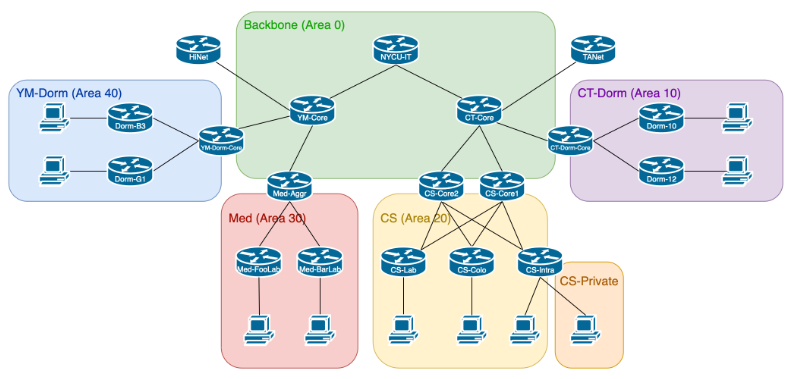 Backbone (Area 0)
HiNet
NYCU-IT
TANet
YM-Dorm (Area 40)
CT-Dorm (Area 10)
YM-Core
CT-Core
Dorm-B3
Dorm-10
YM-Dorm-Core
CT-Dorm-Core
Dorm-G1
Dorm-12
Med-Aggr
CS-Core2
CS-Core1
Med (Area 30)
CS (Area 20)
Med-FooLab
Med-BarLab
CS-Lab
CS-Colo
CS-Intra
CS-Private